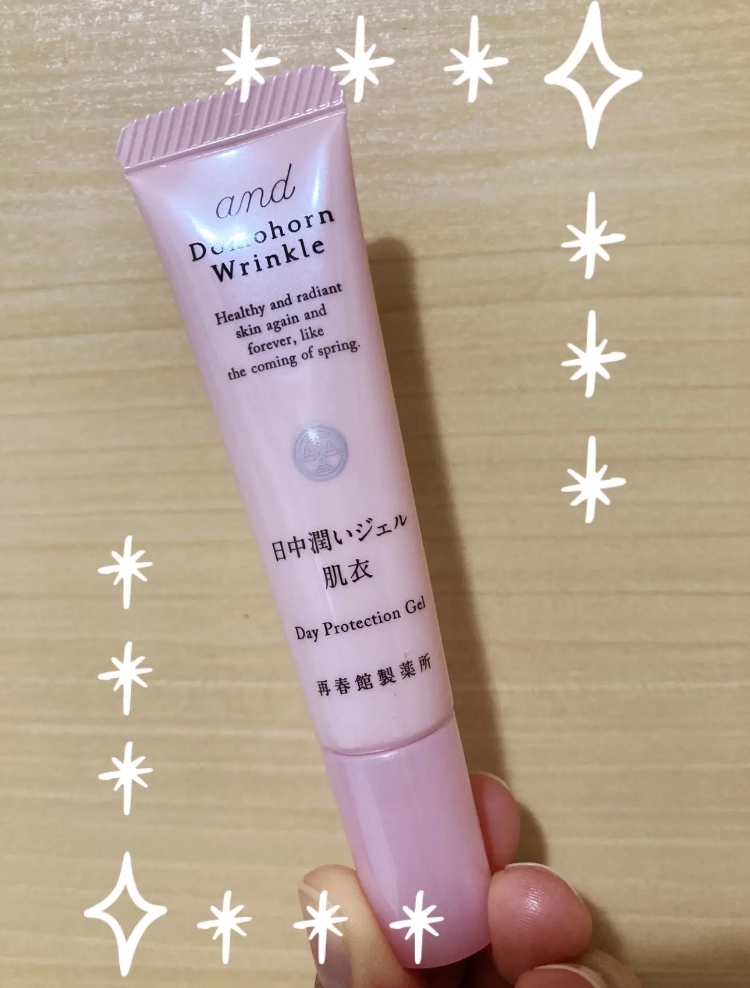 and
Domohorn
Wrinkle
Healthy and radiant
skin again and
forever, like
the coming of spring.
日中潤いジェル
肌衣
Day Protection Gel
再春館製薬所